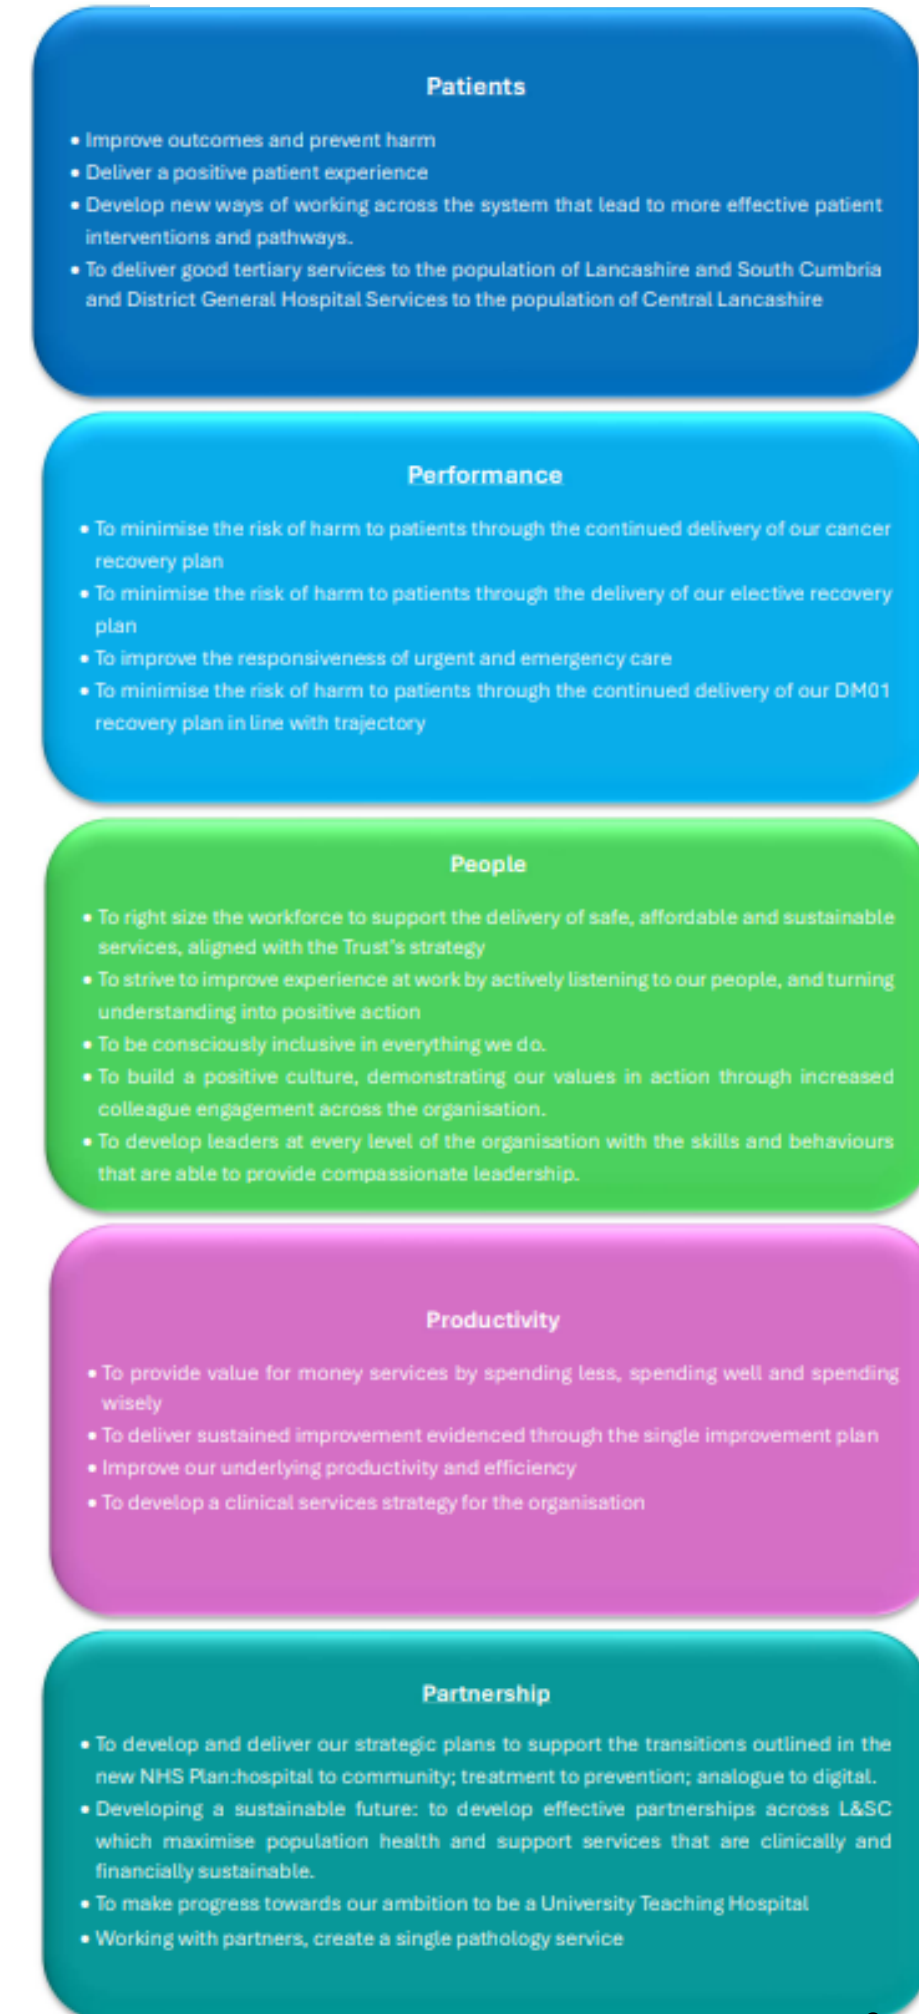 Patients
• Improve outcomes and prevent harm
• Deliver a positive patient experience
• Develop new ways of working across the system that lead to more effective patient
interventions and pathways.
• To deliver good tertiary services to the population of Lancashire and South Cumbria
and District General Hospital Services to the population of Central Lancashire
Performance
• To minimise the risk of harm to patients through the continued delivery of our cancer
recovery plan
• To minimise the risk of harm to patients through the delivery of our elective recovery
plan
• To improve the responsiveness of urgent and emergency care
• To minimise the risk of harm to patients through the continued delivery of our DM01
recovery plan in line with trajectory
People
• To right size the workforce to support the delivery of safe, affordable and sustainable
services, aligned with the Trust's strategy
• To strive to improve experience at work by actively listening to our people, and turning
understanding into positive action
• To be consciously inclusive in everything we do.
• To build a positive culture, demonstrating our values in action through increased
colleague engagement across the organisation.
• To develop leaders at every level of the organisation with the skills and behaviours
that are able to provide compassionate leadership.
Productivity
• To provide value for money services by spending less, spending well and spending
wisely
• To deliver sustained improvement evidenced through the single improvement plan
• Improve our underlying productivity and efficiency
• To develop a clinical services strategy for the organisation
Partnership
• To develop and deliver our strategic plans to support the transitions outlined in the
new NHS Plan:hospital to community; treatment to prevention; analogue to digital.
• Developing a sustainable future: to develop effective partnerships across L&SC
which maximise population health and support services that are clinically and
financially sustainable.
• To make progress towards our ambition to be a University Teaching Hospital
• Working with partners, create a single pathology service